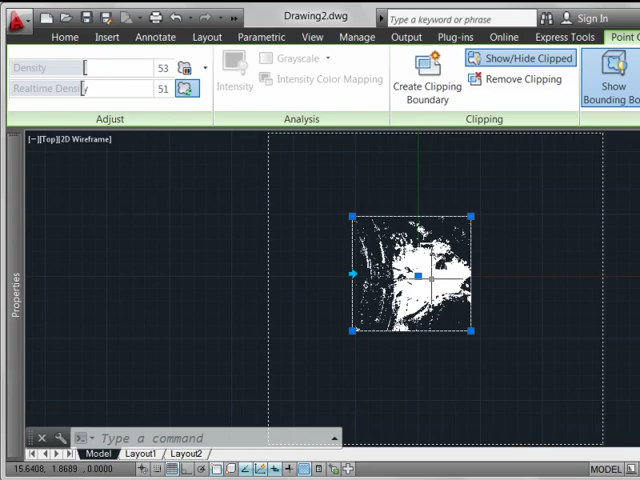 Drawing2.dwg
Type a keyword or phrase
Sign In
Home Insert Annotate Layout Parametric View Manage Output Plug-ins Online Express Tools Point C
Density 53
Realtime Density 51
Intensity
Grayscale
Intensity Color Mapping
Create Clipping
Boundary
Show/Hide Clipped
Remove Clipping
Show
Bounding Bo
Adjust Analysis Clipping
[−][Top][2D Wireframe]
Properties
Type a command
Model Layout1 Layout2
15.6408, 1.8689 , 0.0000
MODEL